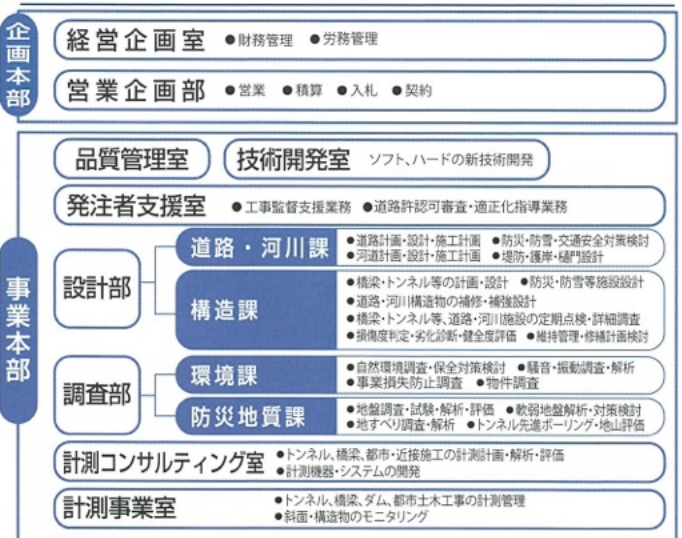 企画本部
経営企画室 ●財務管理 ●労務管理
営業企画部 ●営業 ●積算 ●入札 ●契約
事業本部
品質管理室
技術開発室 ソフト、ハードの新技術開発
発注者支援室 ●工事監督支援業務 ●道路許認可審査・適正化指導業務
設計部
道路・河川課
●道路計画・設計・施工計画 ●防災・防雪・交通安全対策検討
●河道計画・設計・施工計画 ●堤防・護岸・樋門設計
構造課
●橋梁・トンネル等の計画・設計 ●防災・防雪等施設設計
●道路・河川構造物の補修・補強設計
●橋梁・トンネル等、道路・河川施設の定期点検・詳細調査
●損傷度判定・劣化診断・健全度評価 ●維持管理・修繕計画検討
調査部
環境課
●自然環境調査・保全対策検討 ●騒音・振動調査・解析
●事業損失防止調査 ●物件調査
防災地質課
●地盤調査・試験・解析・評価 ●軟弱地盤解析・対策検討
●地すべり調査・解析 ●トンネル先進ボーリング・地山評価
計測コンサルティング室
●トンネル、橋梁、都市・近接施工の計測計画・解析・評価
●計測機器・システムの開発
計測事業室
●トンネル、橋梁、ダム、都市土木工事の計測管理
●斜面・構造物のモニタリング